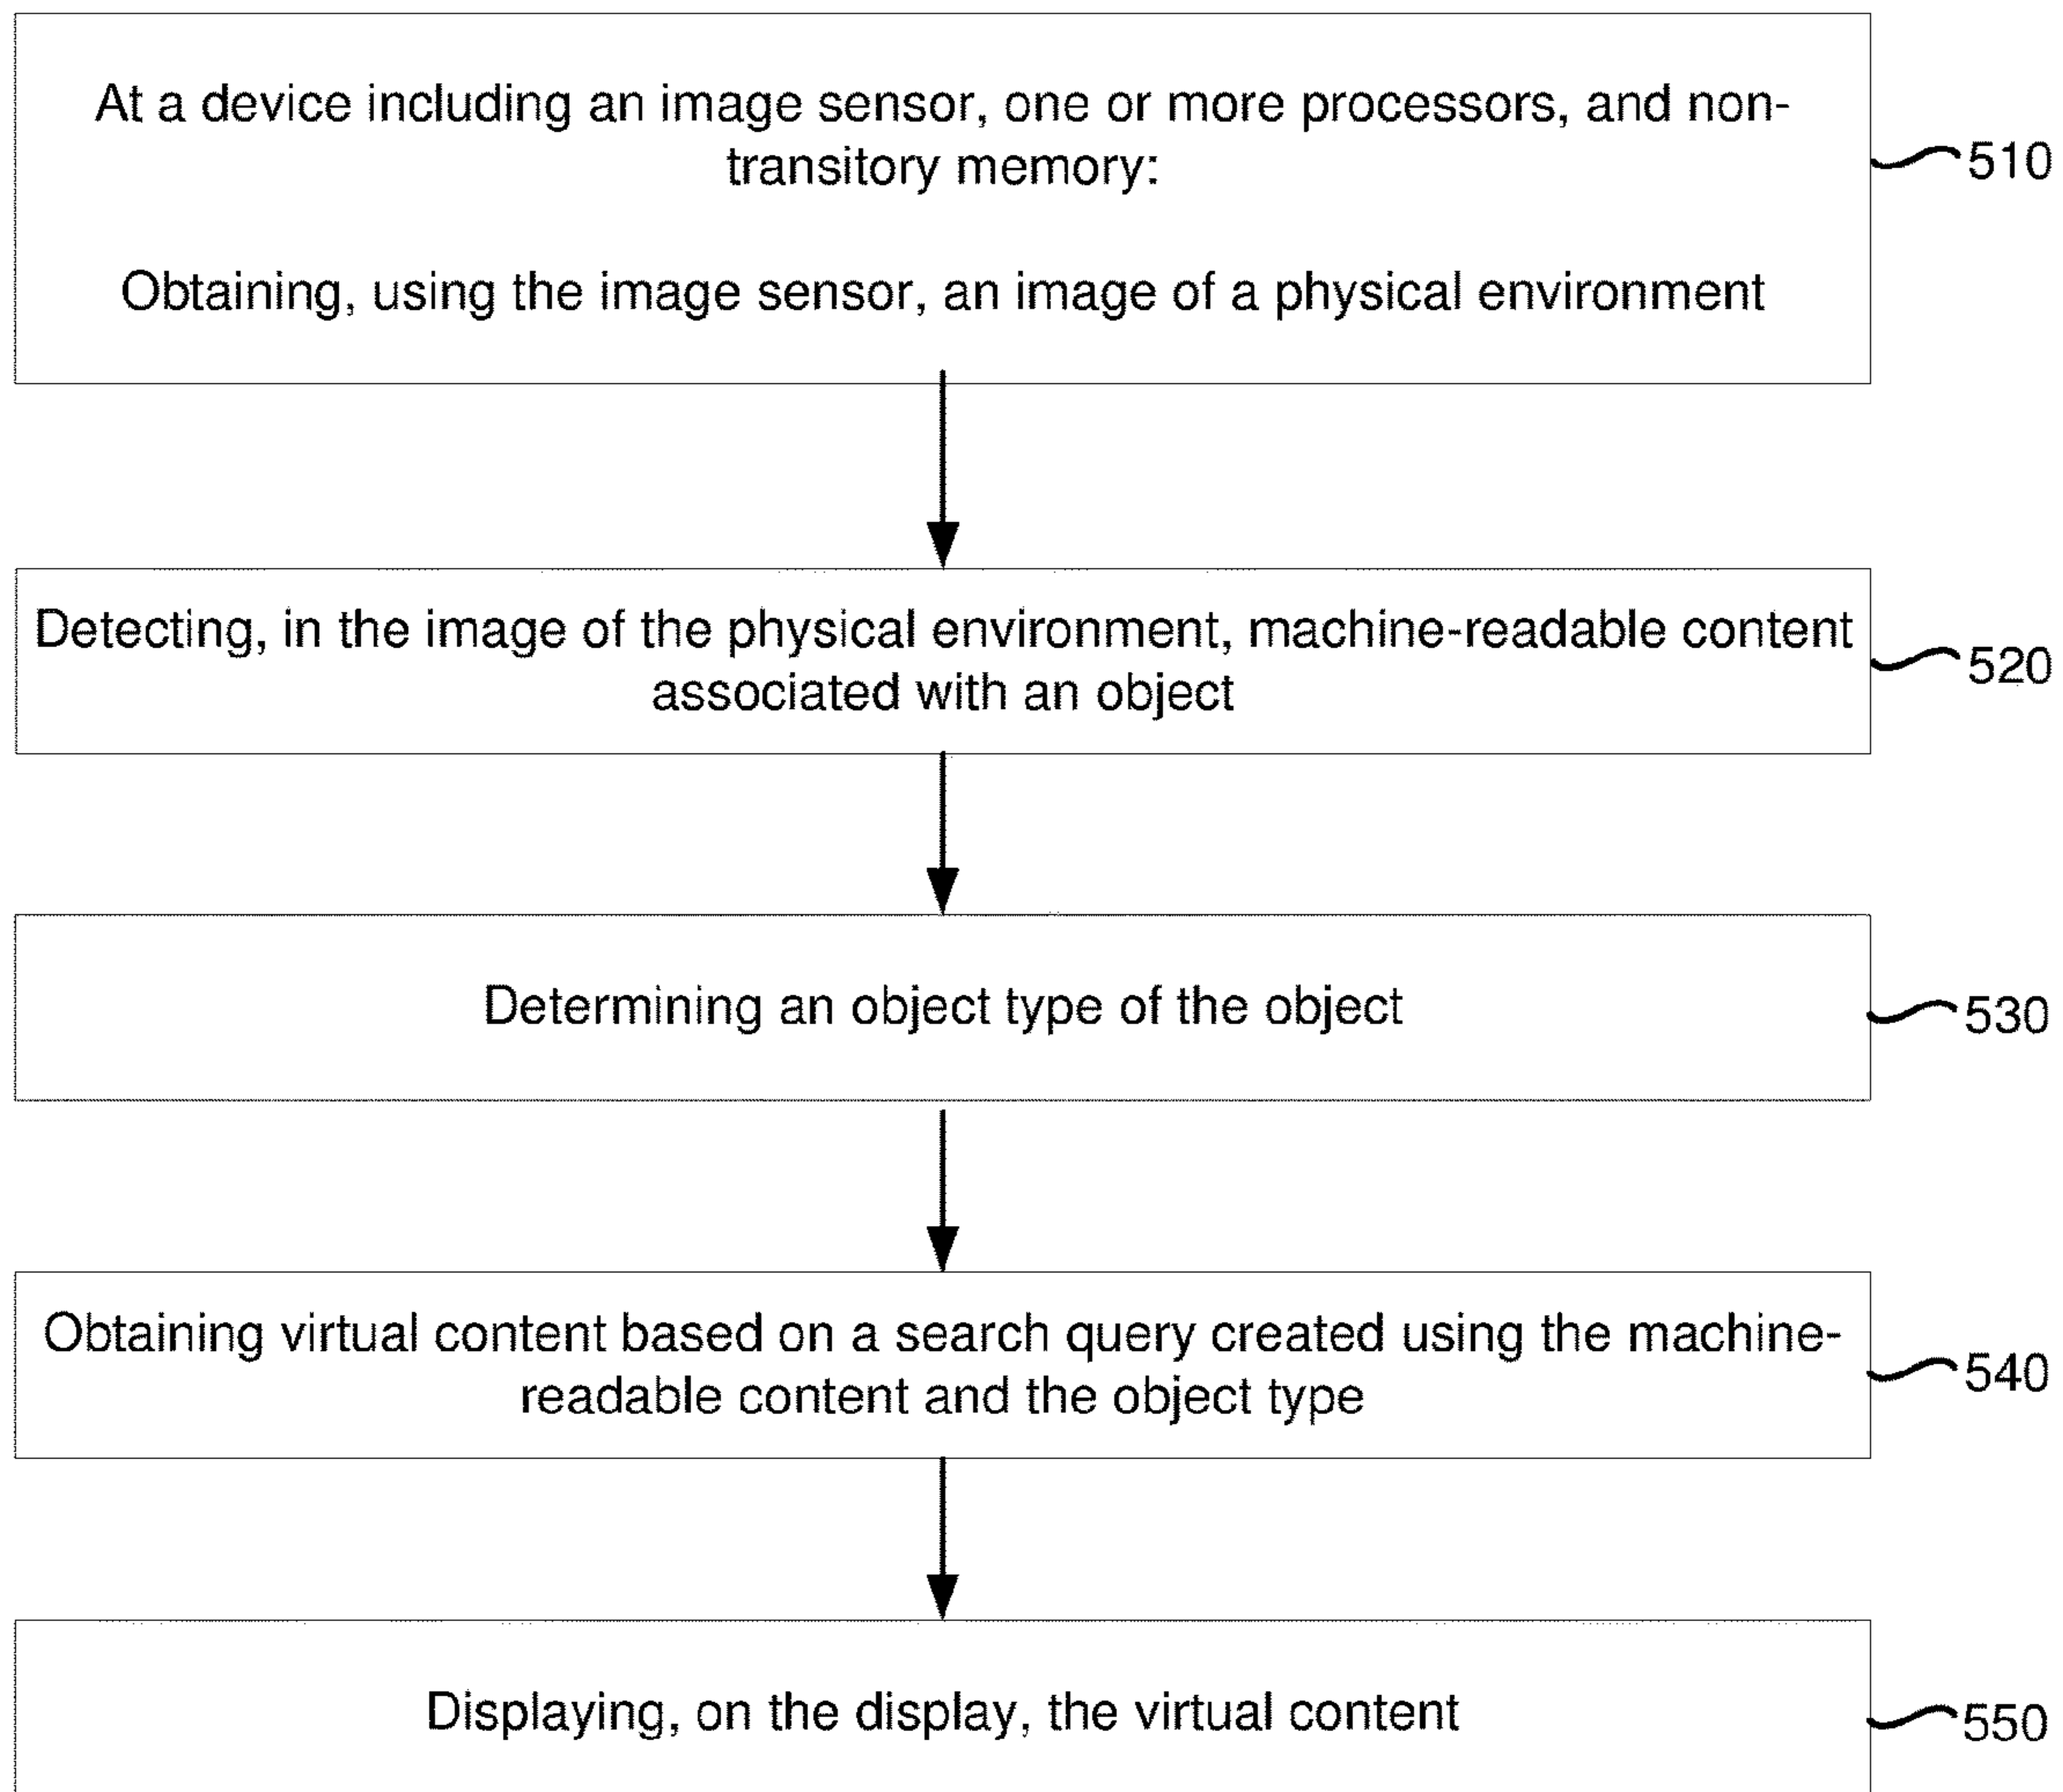 At a device including an image sensor, one or more processors, and non-
transitory memory:
Obtaining, using the image sensor, an image of a physical environment
510
Detecting, in the image of the physical environment, machine-readable content
associated with an object
520
Determining an object type of the object
530
Obtaining virtual content based on a search query created using the machine-
readable content and the object type
540
Displaying, on the display, the virtual content
550